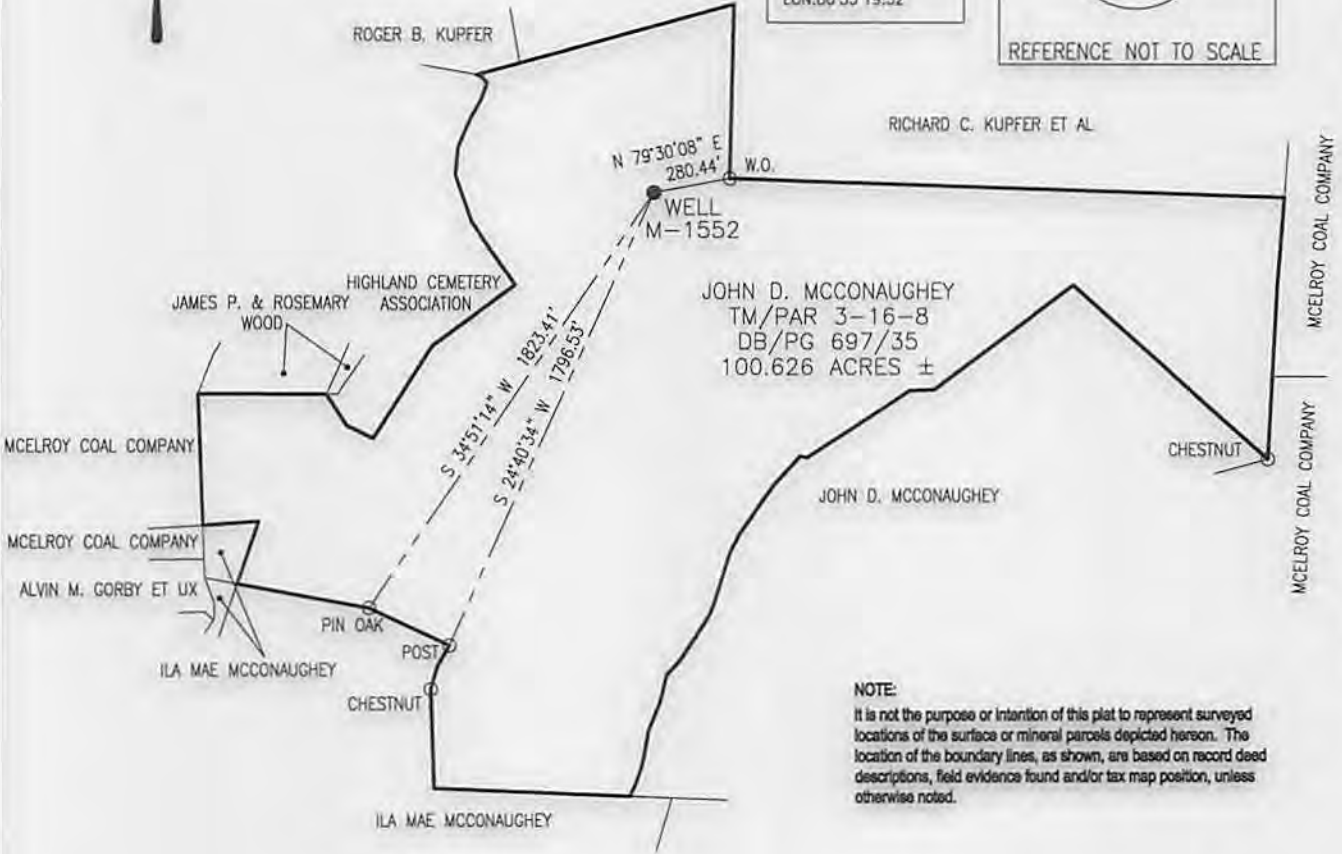 LON:80 35 19.52
REFERENCE NOT TO SCALE
ROGER B. KUPFER
RICHARD C. KUPFER ET AL
MCELROY COAL COMPANY
N 79°30'08" E
280.44'
W.O.
WELL
M-1552
HIGHLAND CEMETERY
ASSOCIATION
JAMES P. & ROSEMARY
WOOD
JOHN D. MCCONAUGHEY
TM/PAR 3-16-8
DB/PG 697/35
100.626 ACRES ±
S 34°51'14" W 1823.41'
S 24°40'34" W 1796.53'
MCELROY COAL COMPANY
CHESTNUT
MCELROY COAL COMPANY
JOHN D. MCCONAUGHEY
MCELROY COAL COMPANY
ALVIN M. GORBY ET UX
PIN OAK
POST
ILA MAE MCCONAUGHEY
CHESTNUT
NOTE:
It is not the purpose or intention of this plat to represent surveyed
locations of the surface or mineral parcels depicted hereon. The
location of the boundary lines, as shown, are based on record deed
descriptions, field evidence found and/or tax map position, unless
otherwise noted.
ILA MAE MCCONAUGHEY